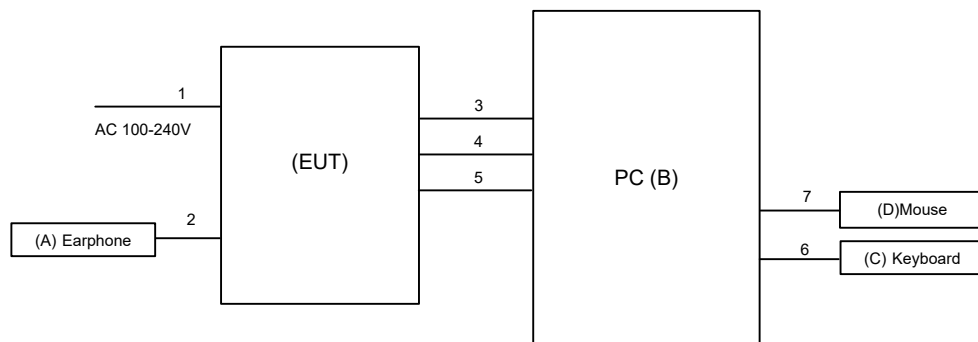 1
AC 100-240V
(EUT)
3
4
5
PC (B)
2
(A) Earphone
7
(D)Mouse
6
(C) Keyboard